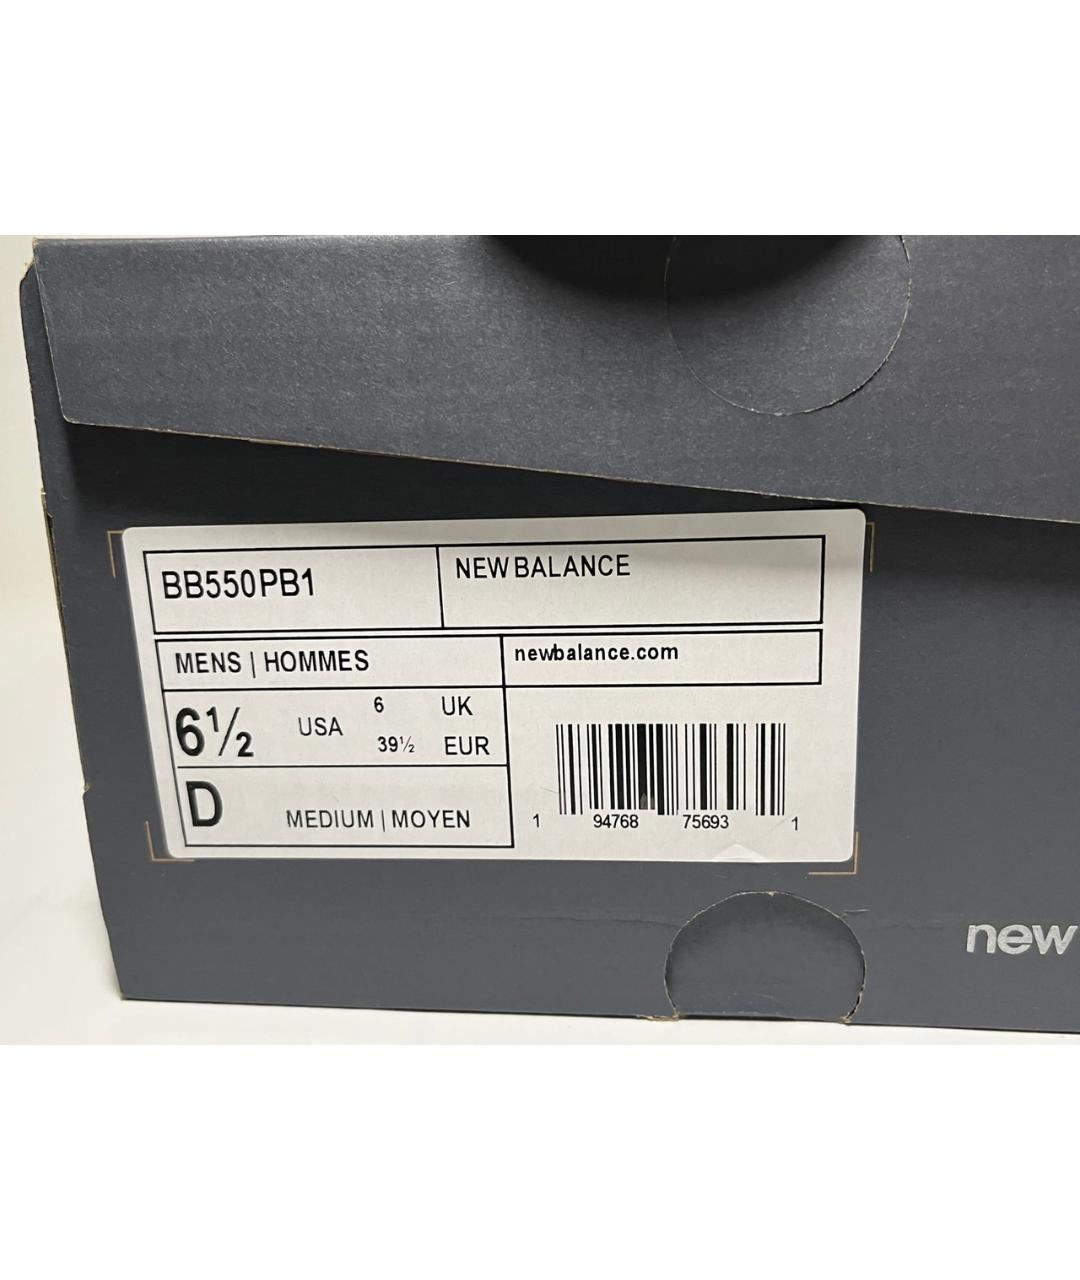 BB550PB1
NEW BALANCE
MENS | HOMMES
newbalance.com
6½ USA 6 UK
39½ EUR
D MEDIUM | MOYEN
1 94768 75693 1
new